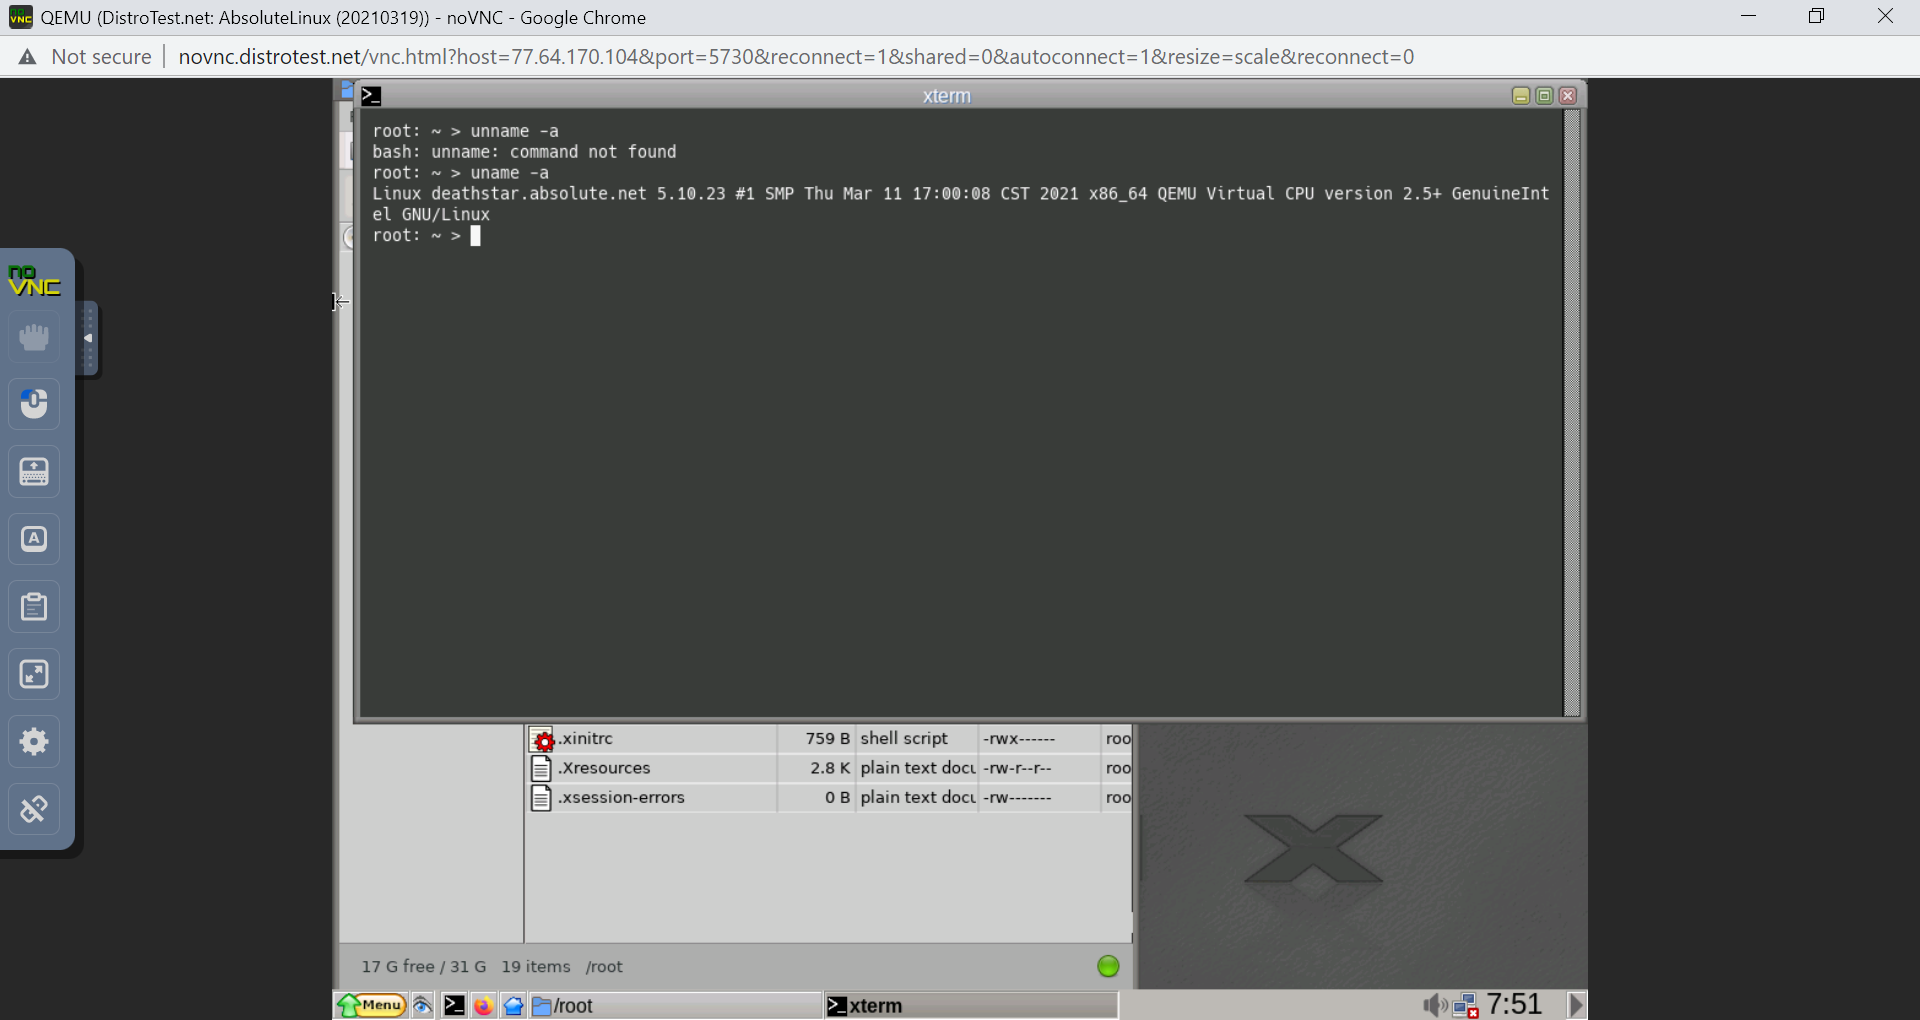 QEMU (DistroTest.net: AbsoluteLinux (20210319)) - noVNC - Google Chrome
Not secure novnc.distrotest.net/vnc.html?host=77.64.170.104&port=5730&reconnect=1&shared=0&autoconnect=1&resize=scale&reconnect=0
xterm
root: ~ > unname -a
bash: unname: command not found
root: ~ > uname -a
Linux deathstar.absolute.net 5.10.23 #1 SMP Thu Mar 11 17:00:08 CST 2021 x86_64 QEMU Virtual CPU version 2.5+ GenuineInt
el GNU/Linux
root: ~ >
no
VNC
A
.xinitrc 759 B shell script -rwx------ roo
.Xresources 2.8 K plain text docu -rw-r--r-- roo
.xsession-errors 0 B plain text docu -rw------- roo
17 G free / 31 G 19 items /root
Menu /root xterm 7:51